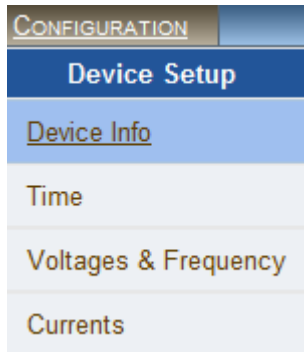 CONFIGURATION
Device Setup
Device Info
Time
Voltages & Frequency
Currents